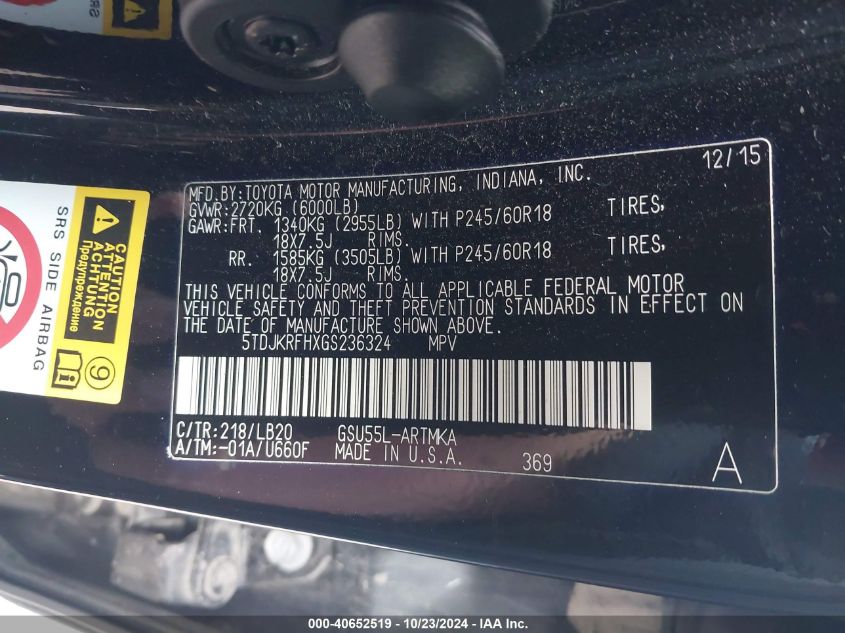 SRS
12/15
MFD.BY:TOYOTA MOTOR MANUFACTURING, INDIANA, INC.
GVWR:2720KG (6000LB)
GAWR:FRT. 1340KG (2955LB) WITH P245/60R18 TIRES,
18X7.5J RIMS.
RR. 1585KG (3505LB) WITH P245/60R18 TIRES,
18X7.5J RIMS.
THIS VEHICLE CONFORMS TO ALL APPLICABLE FEDERAL MOTOR
VEHICLE SAFETY AND THEFT PREVENTION STANDARDS IN EFFECT ON
THE DATE OF MANUFACTURE SHOWN ABOVE.
5TDJKRFHXGS236324 MPV
C/TR:218/LB20 GSU55L-ARTMKA
A/TM:-01A/U660F MADE IN U.S.A. 369
A
SRS SIDE AIRBAG
CAUTION
ATTENTION
ACHTUNG
Предупреждение
9
000-40652519 / 10/23/2024 - IAA Inc.